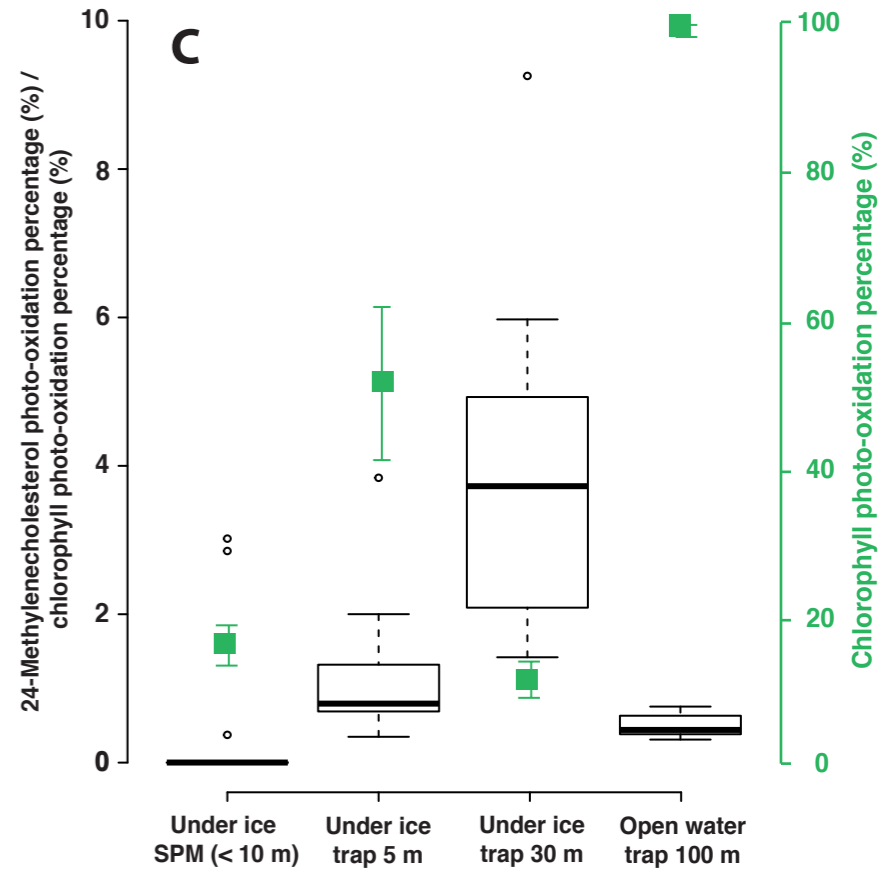 C
24-Methylenecholesterol photo-oxidation percentage (%) /
chlorophyll photo-oxidation percentage (%)
10
8
6
4
2
0
100
80
60
40
20
0
Chlorophyll photo-oxidation percentage (%)
Under ice
SPM (< 10 m)
Under ice
trap 5 m
Under ice
trap 30 m
Open water
trap 100 m